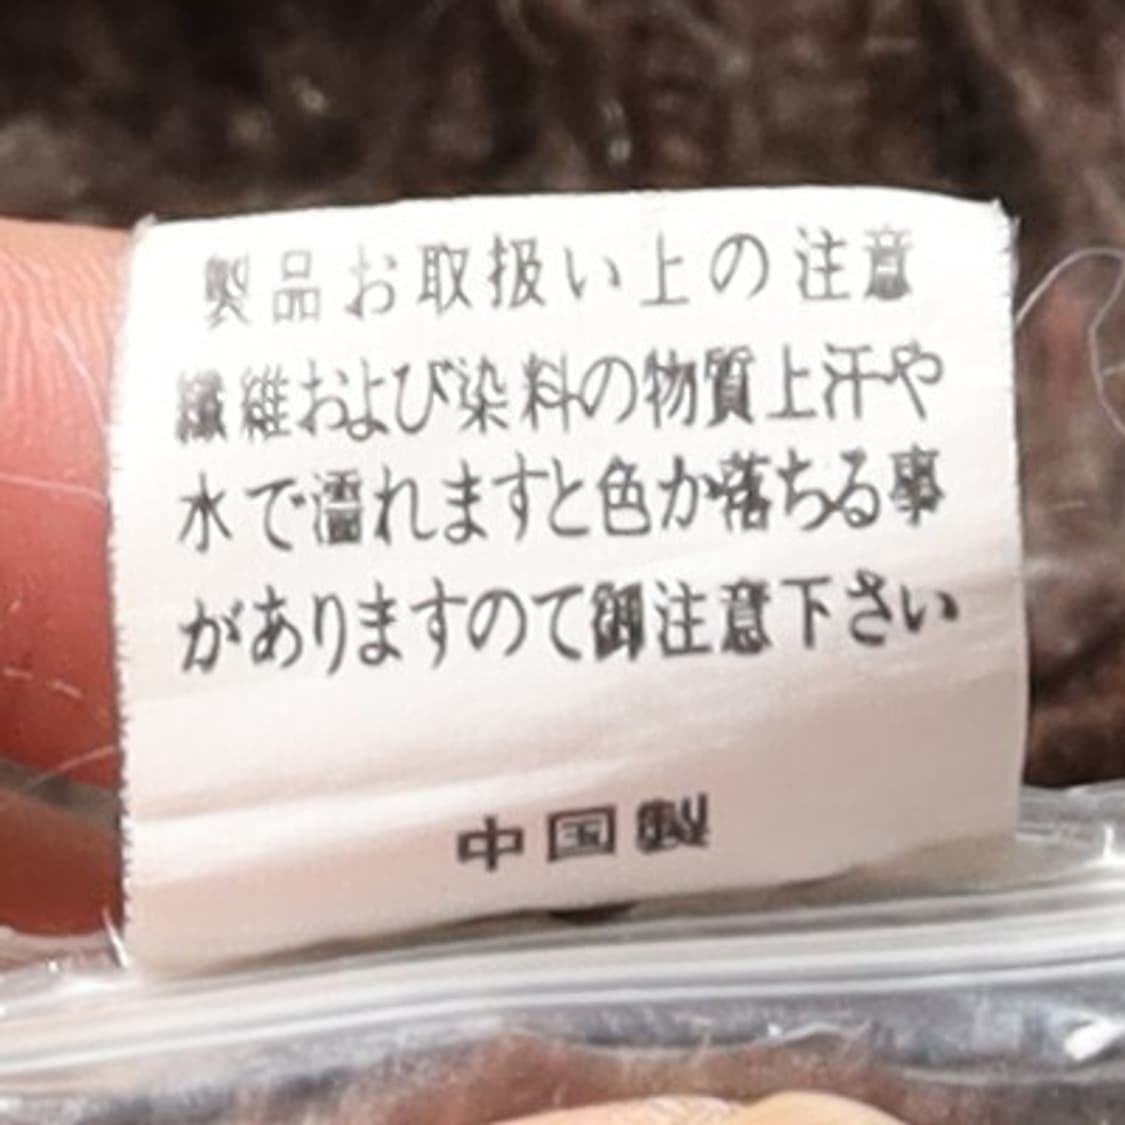 製品お取扱い上の注意
繊維および染料の物質上汗や
水で濡れますと色か落ちる事
がありますので御注意下さい
中国製